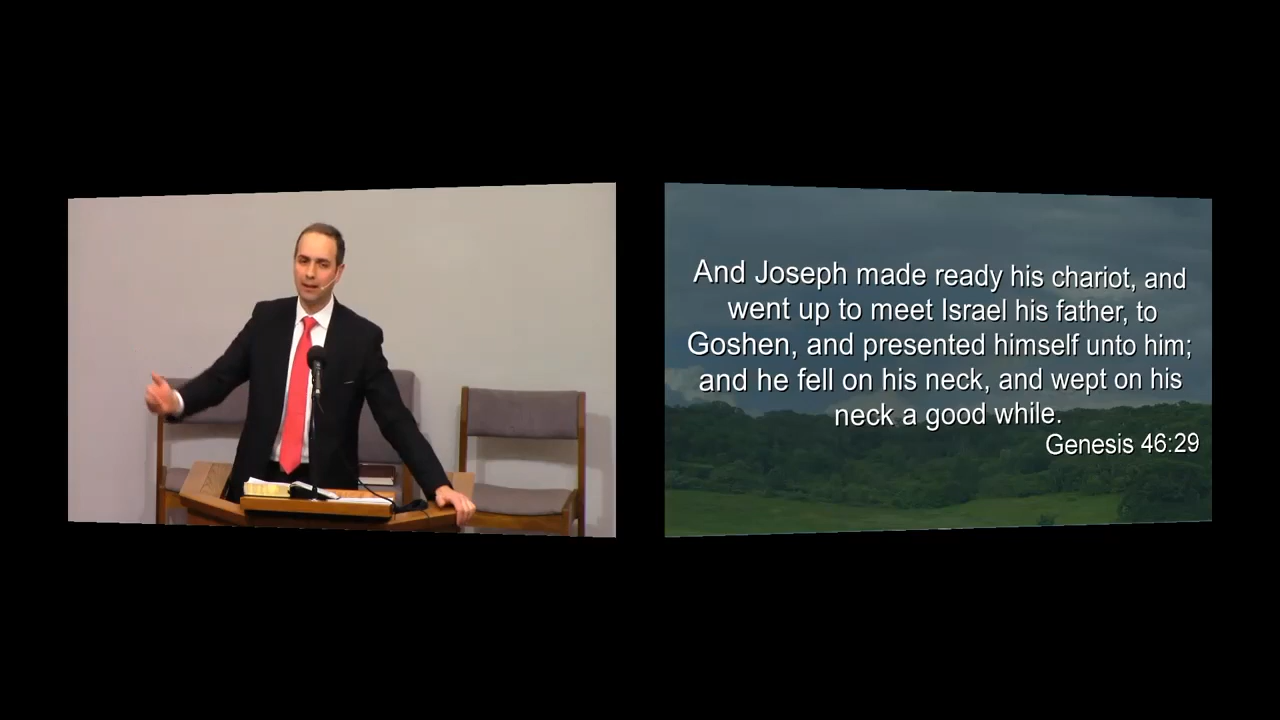 And Joseph made ready his chariot, and
went up to meet Israel his father, to
Goshen, and presented himself unto him;
and he fell on his neck, and wept on his
neck a good while.
Genesis 46:29